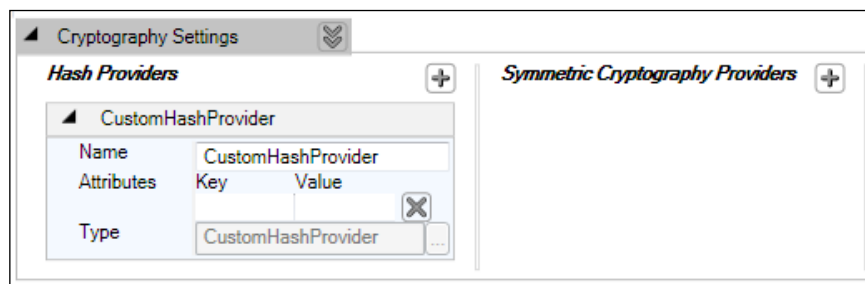 Cryptography Settings
Hash Providers
Symmetric Cryptography Providers
CustomHashProvider
Name CustomHashProvider
Attributes Key Value
Type CustomHashProvider ...